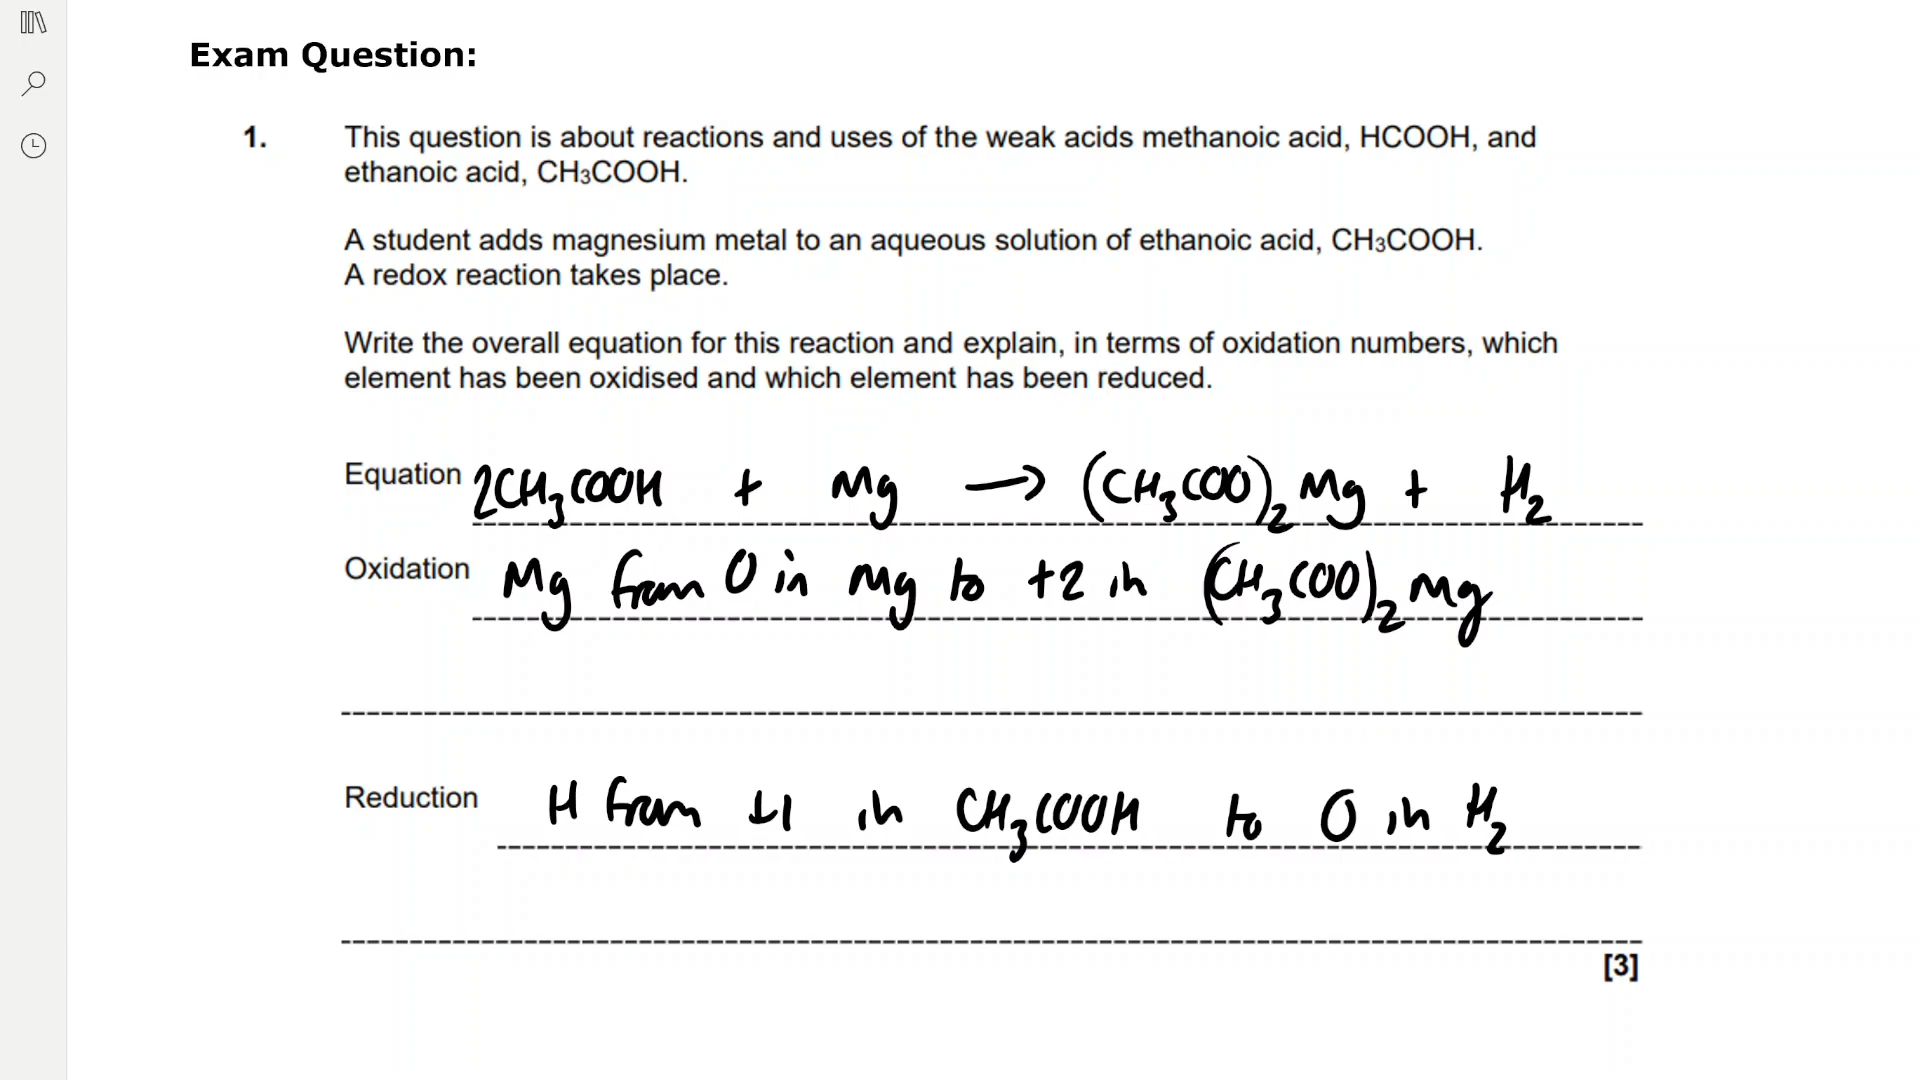 Exam Question:
1. This question is about reactions and uses of the weak acids methanoic acid, HCOOH, and
ethanoic acid, CH₃COOH.
A student adds magnesium metal to an aqueous solution of ethanoic acid, CH₃COOH.
A redox reaction takes place.
Write the overall equation for this reaction and explain, in terms of oxidation numbers, which
element has been oxidised and which element has been reduced.
Equation 2CH₃COOH + Mg → (CH₃COO)₂Mg + H₂
Oxidation Mg from 0 in Mg to +2 in (CH₃COO)₂Mg
Reduction H from +1 in CH₃COOH to 0 in H₂
[3]